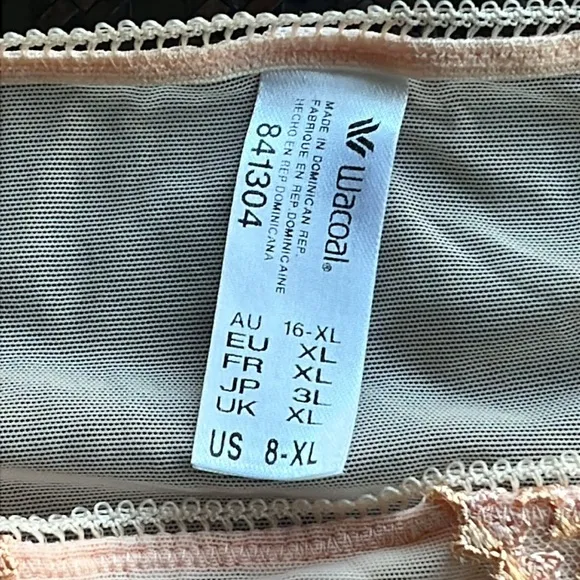 wacoal®
MADE IN DOMINICAN REP.
FABRIQUE EN REP. DOMINICAINE
HECHO EN REP DOMINICANA
841304
AU 16-XL
EU XL
FR XL
JP 3L
UK XL
US 8-XL